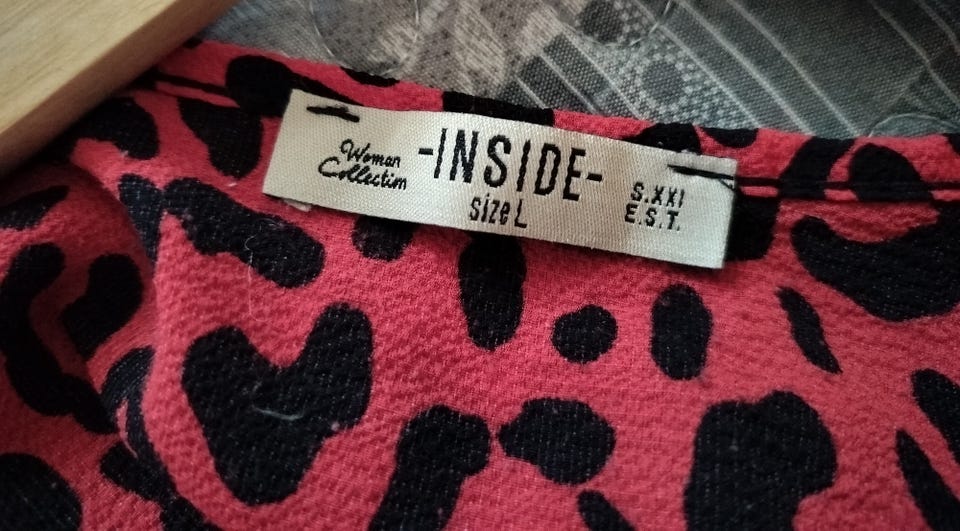 Woman
Collection
-INSIDE-
size L
S.XXI
E.S.T.